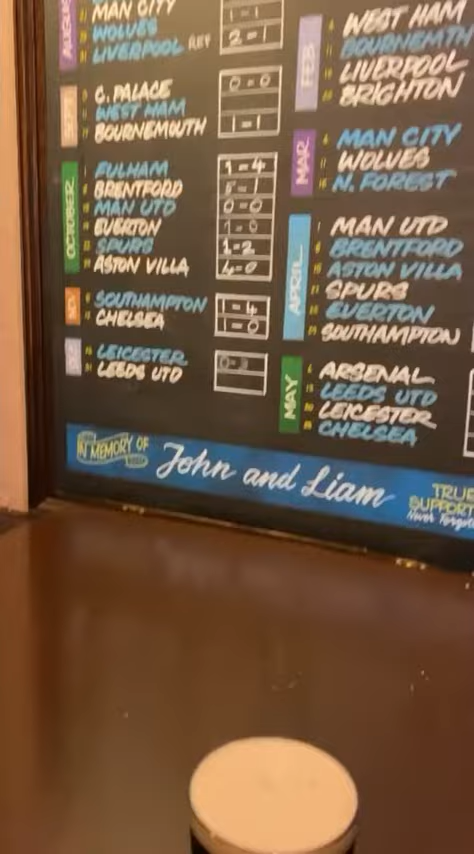 AUGUS
MAN CITY 1-1
WOLVES
LIVERPOOL 2-1
C. PALACE 0-0
WEST HAM
BOURNEMOUTH 1-1
OCTOBER
FULHAM 1-4
BRENTFORD 5-1
MAN UTD 0-0
EVERTON 1-0
SPURS 1-2
ASTON VILLA 4-0
SOUTHAMPTON 1-4
CHELSEA 1-0
LEICESTER
LEEDS UTD
FEB
WEST HAM
BOURNEMTH
LIVERPOOL
BRIGHTON
MAR
MAN CITY
WOLVES
N. FOREST
APRIL
MAN UTD
BRENTFORD
ASTON VILLA
SPURS
EVERTON
SOUTHAMPTON
MAY
ARSENAL
LEEDS UTD
LEICESTER
CHELSEA
IN MEMORY OF
John and Liam
TRUE
SUPPORT